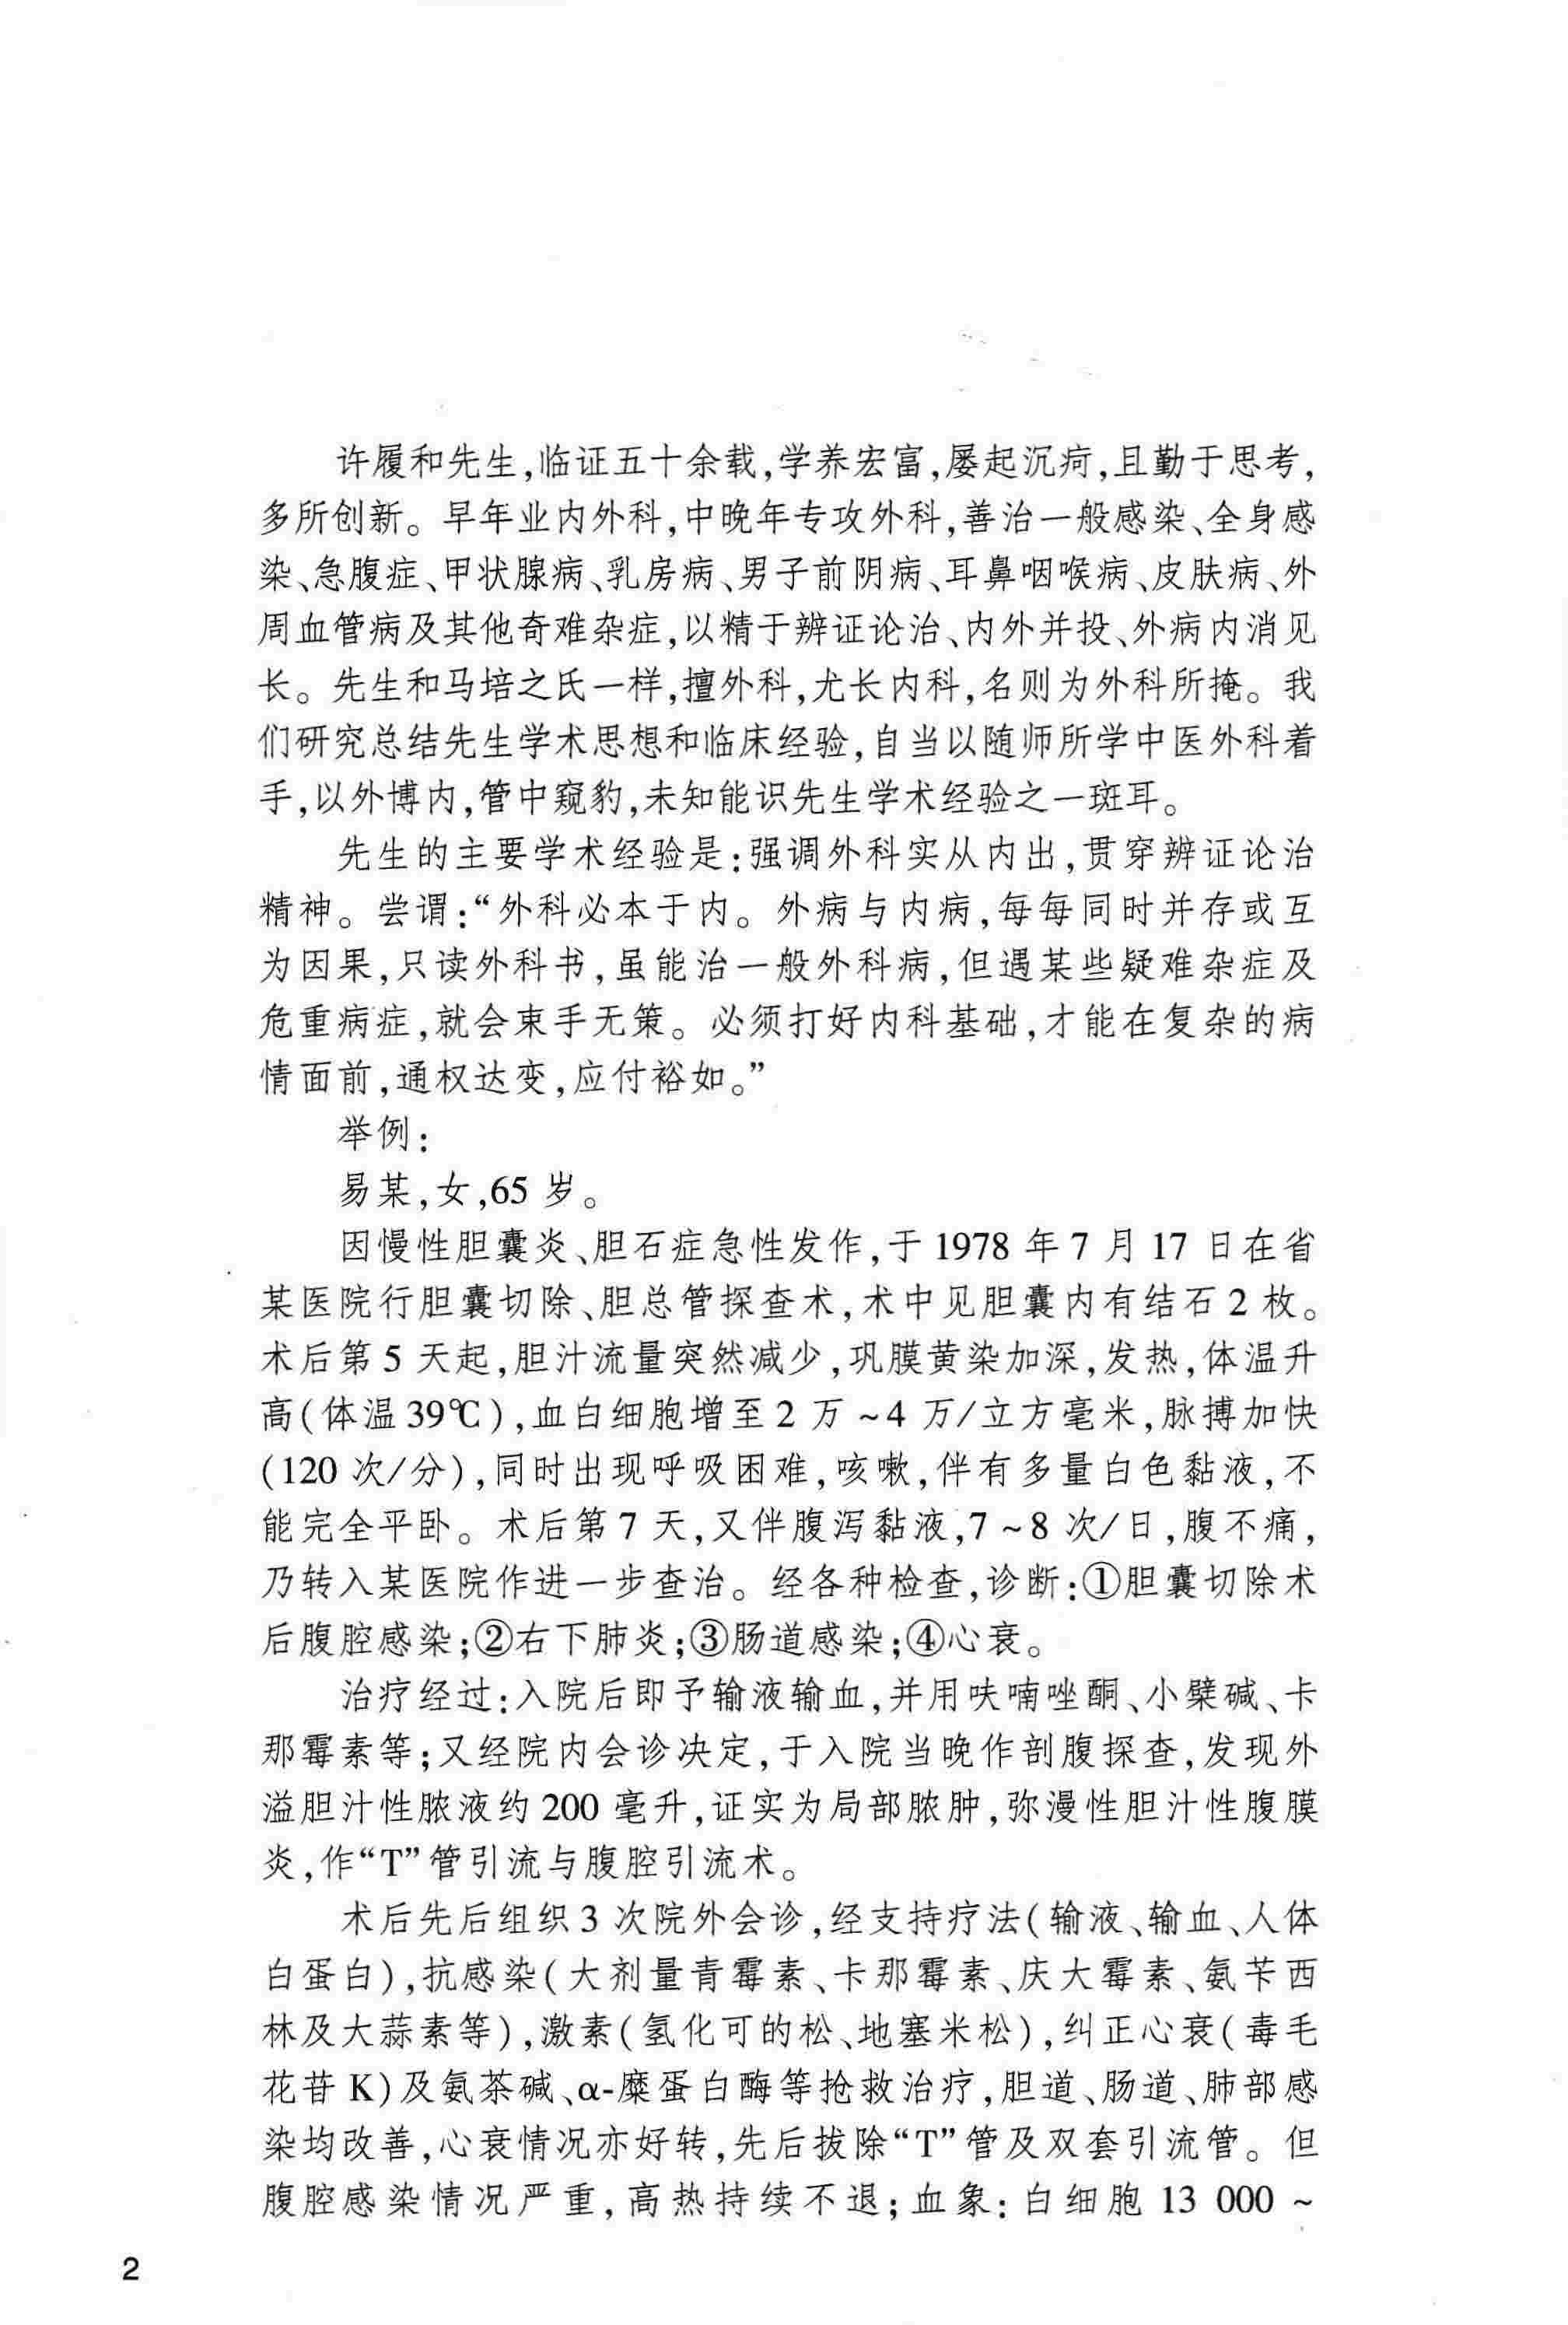 许履和先生,临证五十余载,学养宏富,屡起沉疴,且勤于思考,
多所创新。早年业内外科,中晚年专攻外科,善治一般感染、全身感
染、急腹症、甲状腺病、乳房病、男子前阴病、耳鼻咽喉病、皮肤病、外
周血管病及其他奇难杂症,以精于辨证论治、内外并投、外病内消见
长。先生和马培之氏一样,擅外科,尤长内科,名则为外科所掩。我
们研究总结先生学术思想和临床经验,自当以随师所学中医外科着
手,以外博内,管中窥豹,未知能识先生学术经验之一斑耳。
先生的主要学术经验是:强调外科实从内出,贯穿辨证论治
精神。尝谓:“外科必本于内。外病与内病,每每同时并存或互
为因果,只读外科书,虽能治一般外科病,但遇某些疑难杂症及
危重病症,就会束手无策。必须打好内科基础,才能在复杂的病
情面前,通权达变,应付裕如。”
举例:
易某,女,65 岁。
因慢性胆囊炎、胆石症急性发作,于 1978 年 7 月 17 日在省
某医院行胆囊切除、胆总管探查术,术中见胆囊内有结石 2 枚。
术后第 5 天起,胆汁流量突然减少,巩膜黄染加深,发热,体温升
高(体温 39℃),血白细胞增至 2 万 ~4 万/立方毫米,脉搏加快
(120 次/分),同时出现呼吸困难,咳嗽,伴有多量白色黏液,不
能完全平卧。术后第 7 天,又伴腹泻黏液,7 ~8 次/日,腹不痛,
乃转入某医院作进一步查治。经各种检查,诊断:①胆囊切除术
后腹腔感染;②右下肺炎;③肠道感染;④心衰。
治疗经过:入院后即予输液输血,并用呋喃唑酮、小檗碱、卡
那霉素等;又经院内会诊决定,于入院当晚作剖腹探查,发现外
溢胆汁性脓液约 200 毫升,证实为局部脓肿,弥漫性胆汁性腹膜
炎,作“T”管引流与腹腔引流术。
术后先后组织 3 次院外会诊,经支持疗法(输液、输血、人体
白蛋白),抗感染(大剂量青霉素、卡那霉素、庆大霉素、氨苄西
林及大蒜素等),激素(氢化可的松、地塞米松),纠正心衰(毒毛
花苷 K)及氨茶碱、α-糜蛋白酶等抢救治疗,胆道、肠道、肺部感
染均改善,心衰情况亦好转,先后拔除“T”管及双套引流管。但
腹腔感染情况严重,高热持续不退;血象:白细胞 13 000 ~
2